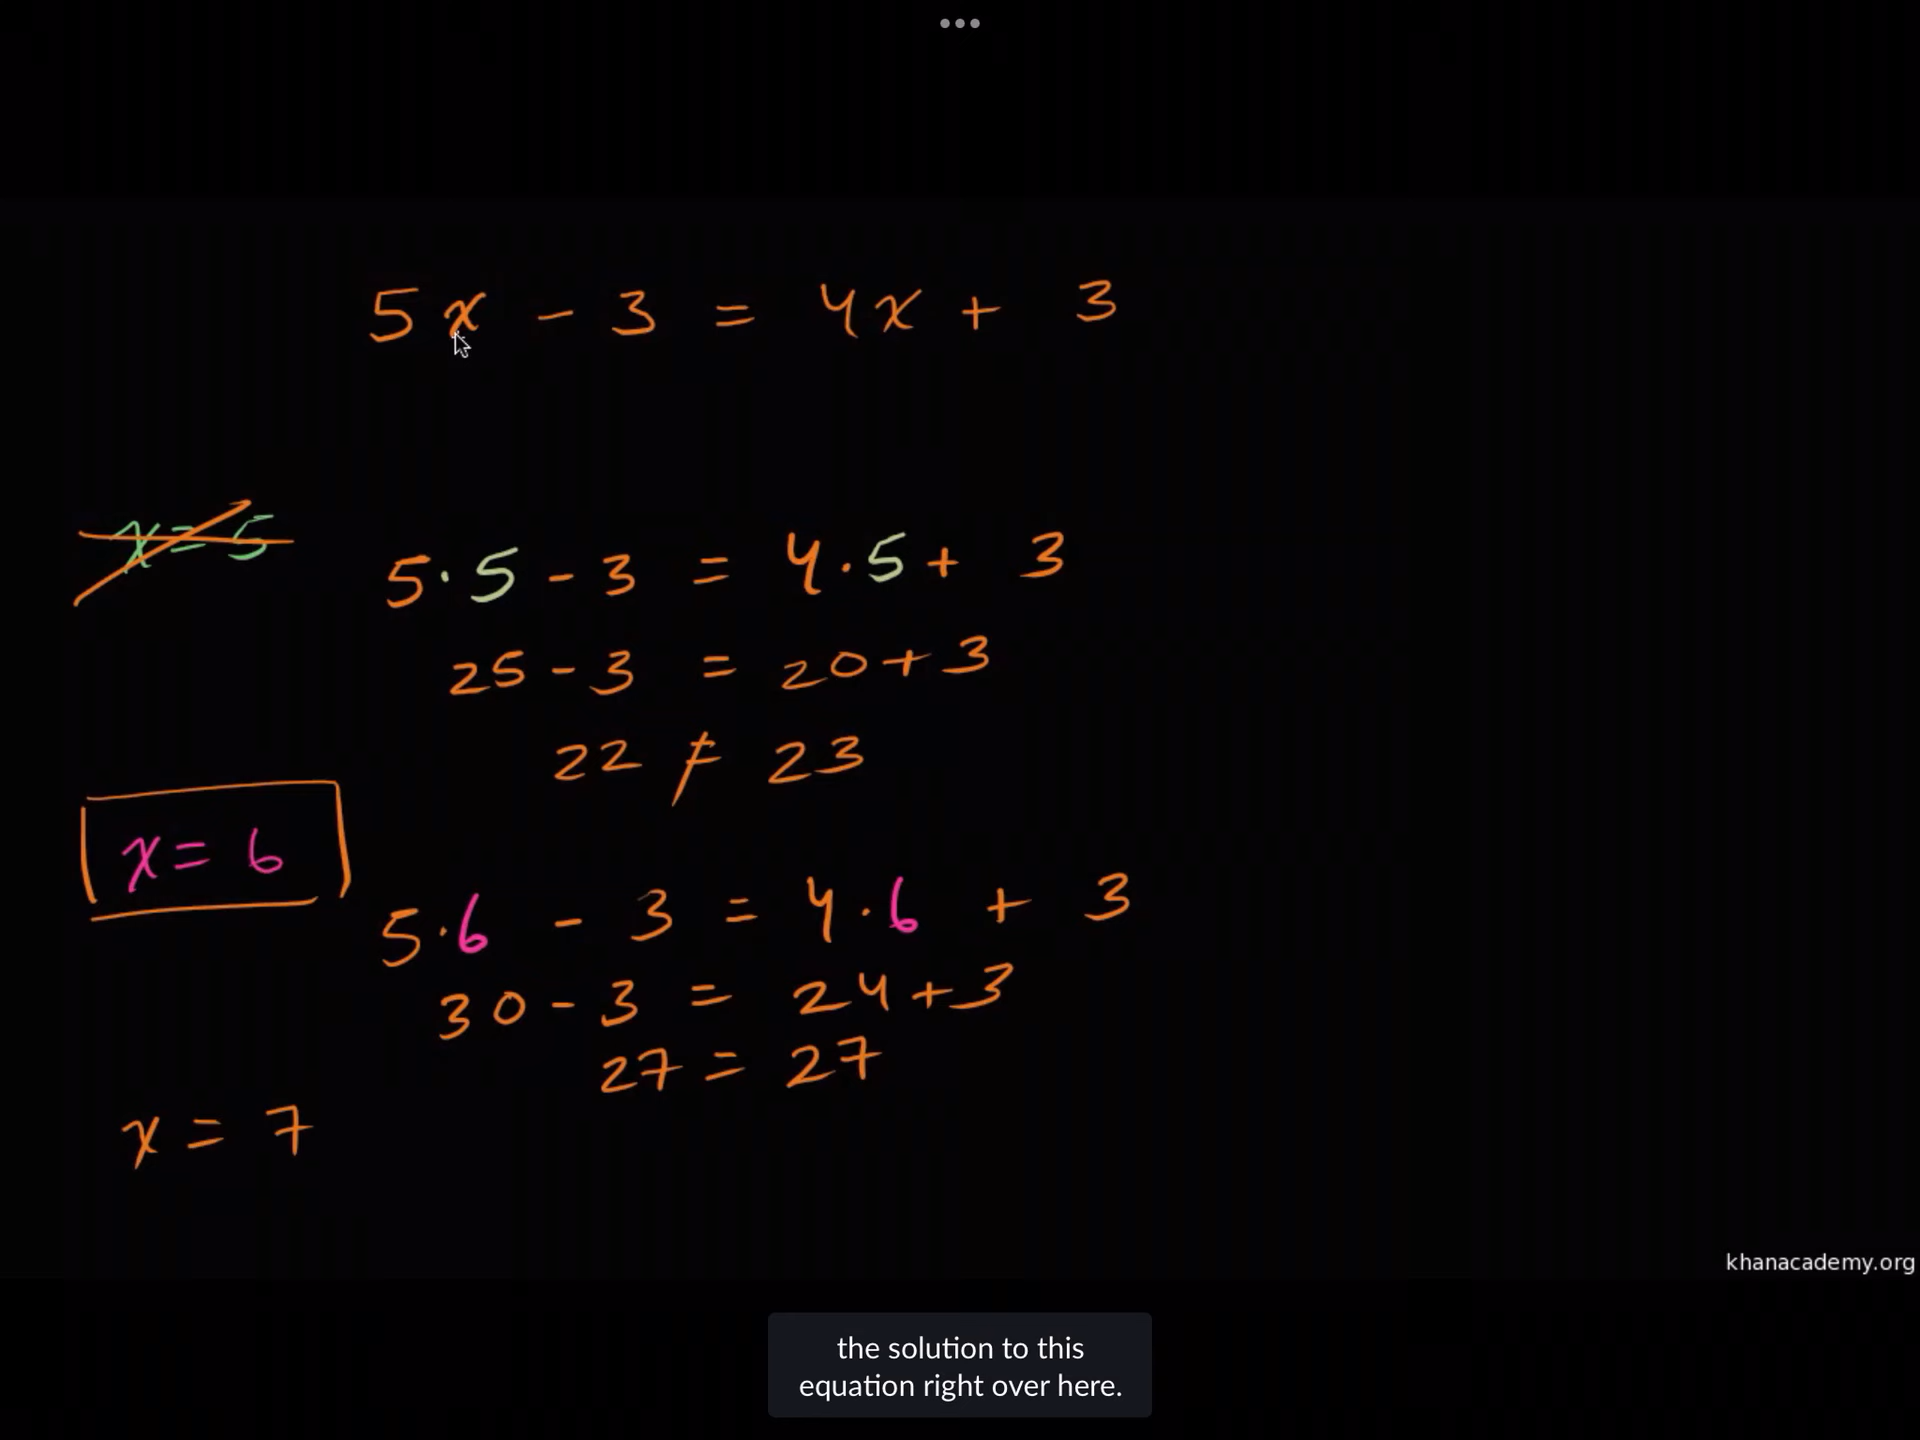 5x - 3 = 4x + 3
x = 5
5·5 - 3 = 4·5 + 3
25 - 3 = 20 + 3
22 ≠ 23
x = 6
5·6 - 3 = 4·6 + 3
30 - 3 = 24 + 3
27 = 27
x = 7
khanacademy.org
the solution to this
equation right over here.